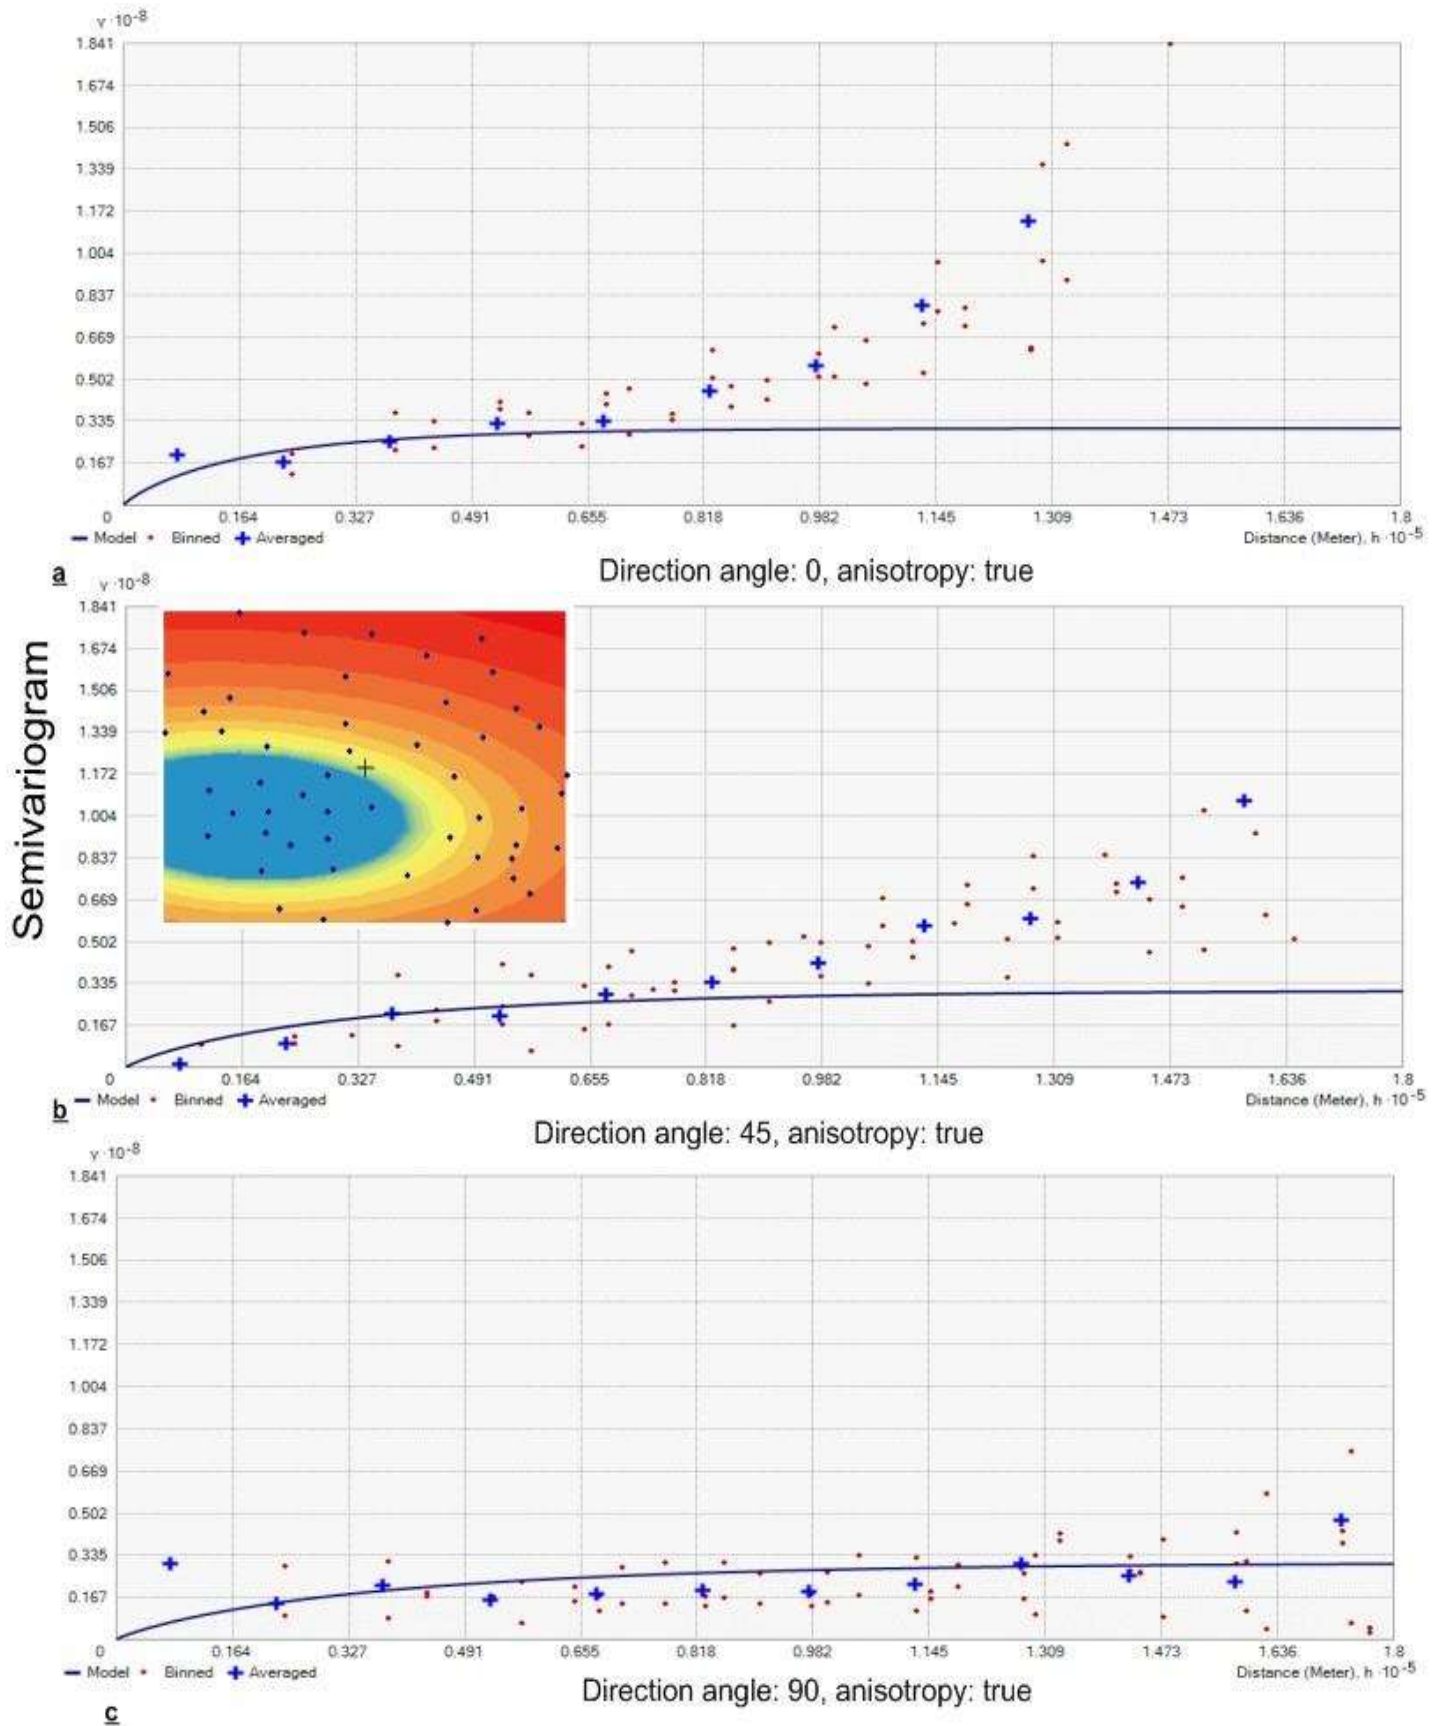 γ ·10⁻⁸
1.841
1.674
1.506
1.339
1.172
1.004
0.837
0.669
0.502
0.335
0.167
0 0.164 0.327 0.491 0.655 0.818 0.982 1.145 1.309 1.473 1.636 1.8
Model Binned Averaged
Distance (Meter), h ·10⁻⁵
a
Direction angle: 0, anisotropy: true
Semivariogram
γ ·10⁻⁸
1.841
1.674
1.506
1.339
1.172
1.004
0.837
0.669
0.502
0.335
0.167
0 0.164 0.327 0.491 0.655 0.818 0.982 1.145 1.309 1.473 1.636 1.8
Model Binned Averaged
Distance (Meter), h ·10⁻⁵
b
Direction angle: 45, anisotropy: true
γ ·10⁻⁸
1.841
1.674
1.506
1.339
1.172
1.004
0.837
0.669
0.502
0.335
0.167
0 0.164 0.327 0.491 0.655 0.818 0.982 1.145 1.309 1.473 1.636 1.8
Model Binned Averaged
Distance (Meter), h ·10⁻⁵
Direction angle: 90, anisotropy: true
c